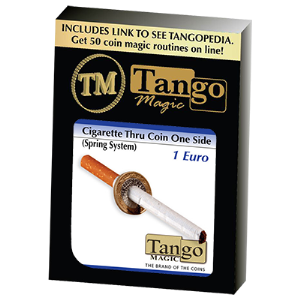 INCLUDES LINK TO SEE TANGOPEDIA.
Get 50 coin magic routines on line!
TM Tango
Magic
Cigarette Thru Coin One Side
(Spring System)
1 Euro
Tango
MAGIC
THE BRAND OF THE COINS